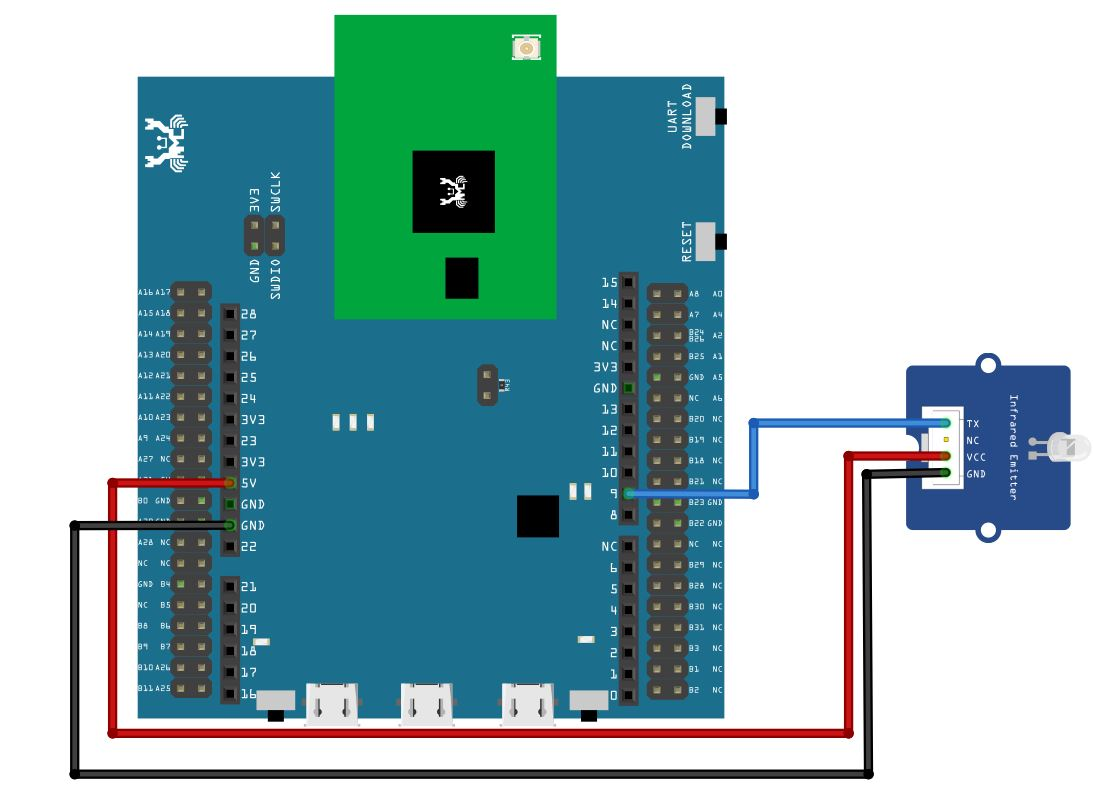 UART
DOWNLOAD
RESET
3V3
SWCLK
GND
SWDIO
A16 A17
A15 A18
A14 A19
A13 A20
A12 A21
A11 A22
A10 A23
A9 A24
A27 NC
B0 GND
A28 NC
NC NC
GND B4
NC B5
B8 B6
B9 B7
B10 A26
B11 A25
28
27
26
25
24
3V3
23
3V3
5V
GND
GND
22
21
20
19
18
17
16
R43
15
14
NC
NC
3V3
GND
13
12
11
10
9
8
NC
6
5
4
3
2
1
0
A8 A0
A7 A4
B24
B26 A2
B25 A1
GND A5
NC A6
B20 NC
B19 NC
B18 NC
B21 NC
B23 GND
B22 GND
NC NC
B29 NC
B28 NC
B30 NC
B31 NC
B3 NC
B1 NC
B2 NC
TX
NC
VCC
GND
Infrared Emitter